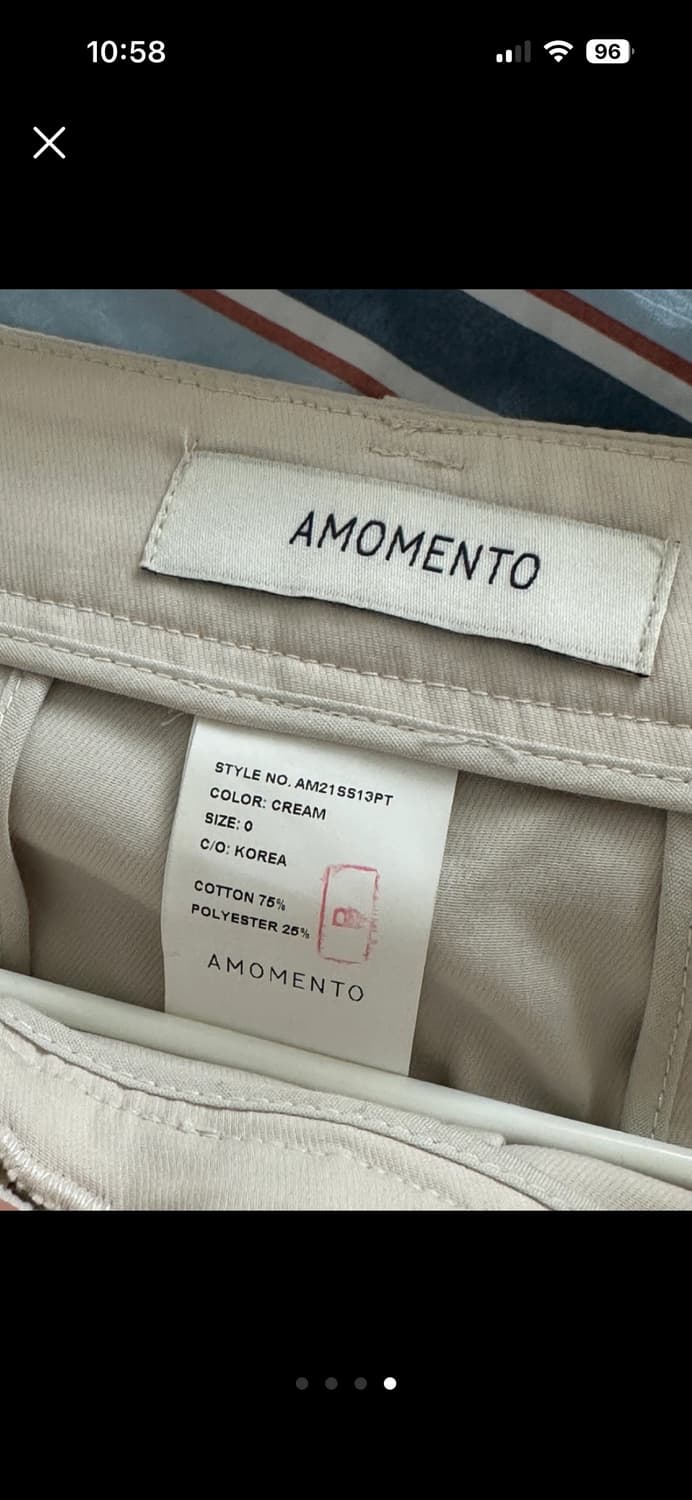 10:58
96
AMOMENTO
STYLE NO. AM21SS13PT
COLOR: CREAM
SIZE: 0
C/O: KOREA
COTTON 75%
POLYESTER 25%
AMOMENTO